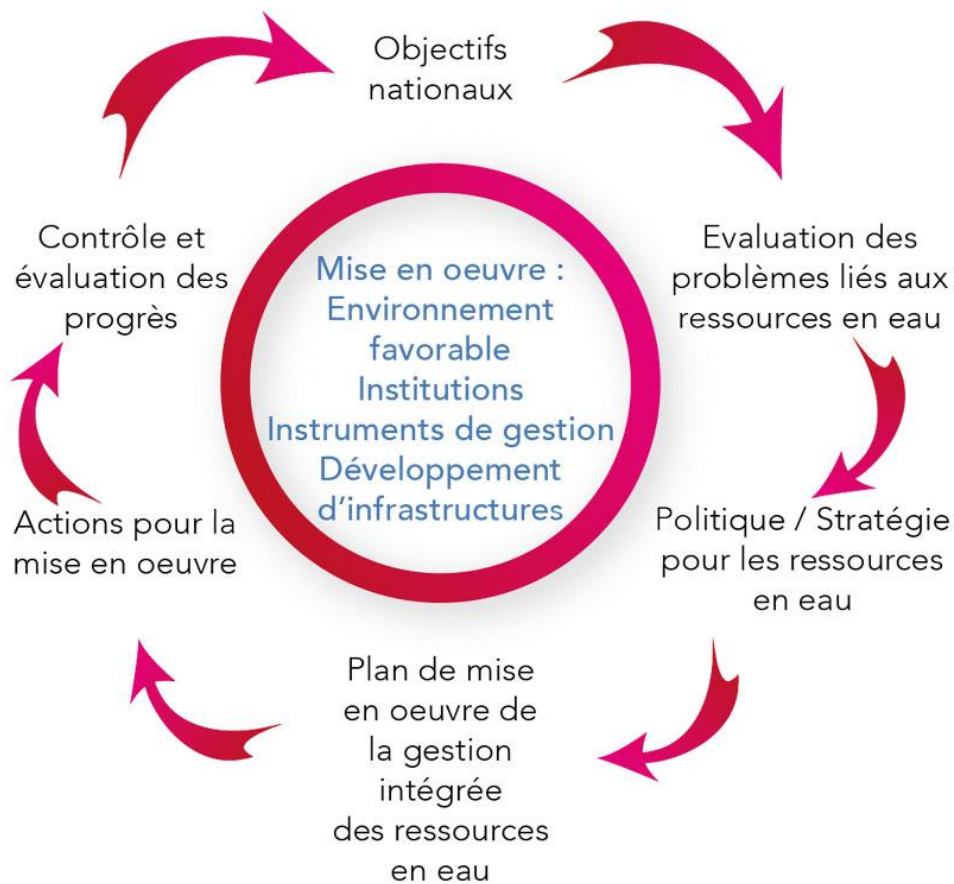 Objectifs
nationaux
Evaluation des
problèmes liés aux
ressources en eau
Politique / Stratégie
pour les ressources
en eau
Plan de mise
en oeuvre de
la gestion
intégrée
des ressources
en eau
Actions pour la
mise en oeuvre
Contrôle et
évaluation des
progrès
Mise en oeuvre :
Environnement
favorable
Institutions
Instruments de gestion
Développement
d’infrastructures